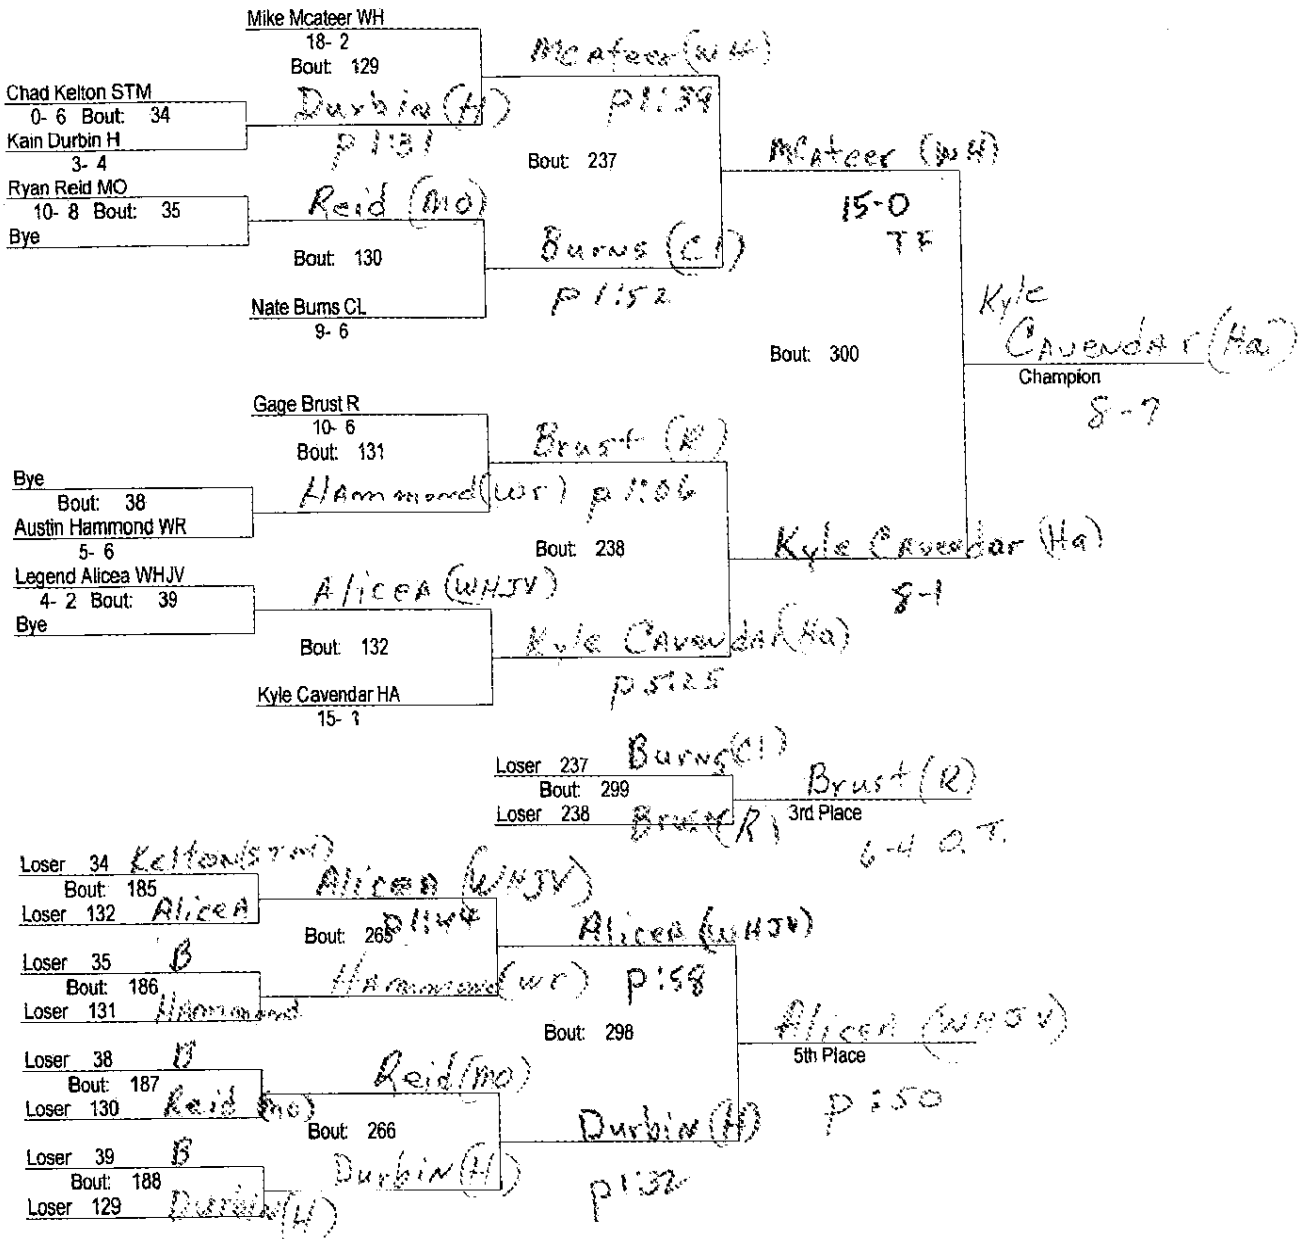 Mike Mcateer WH
18- 2
Bout: 129
McAteer (WH)
p 1:39
Chad Kelton STM
0- 6 Bout: 34
Kain Durbin H
3- 4
Durbin (H)
p 1:31
Bout: 237
McAteer (WH)
15-0
TF
Ryan Reid MO
10- 8 Bout: 35
Bye
Reid (MO)
Bout: 130
Nate Burns CL
9- 6
Burns (Cl)
p 1:52
Bout: 300
Kyle
CAVENDAr (Ha)
Champion
8-7
Gage Brust R
10- 6
Bout: 131
Brust (R)
p 1:06
Bye
Bout: 38
Austin Hammond WR
5- 6
HAmmond (Wr)
Bout: 238
Kyle CAvendar (Ha)
8-1
Legend Alicea WHJV
4- 2 Bout: 39
Bye
AliceA (WHJV)
Bout: 132
Kyle Cavendar HA
15-
Kyle CAVENdAr (Ha)
p 5:25
Loser 237 Burns (Cl)
Bout: 299
Loser 238 Brust (R)
Brust (R)
3rd Place
6-4 O.T.
Loser 34 Kelton (STM)
Bout: 185
Loser 132 AliceA
AliceA (WHJV)
p 1:44
Loser 35 B
Bout: 186
Loser 131 HAmmond
Bout: 265
HAmmond (Wr)
AliceA (WHJV)
p :58
Loser 38 B
Bout: 187
Loser 130 Reid (mo)
Reid (mo)
Bout: 298
AliceA (WHJV)
5th Place
p :50
Loser 39 B
Bout: 188
Loser 129 Durbin (H)
Bout: 266
Durbin (H)
Durbin (H)
p 1:32